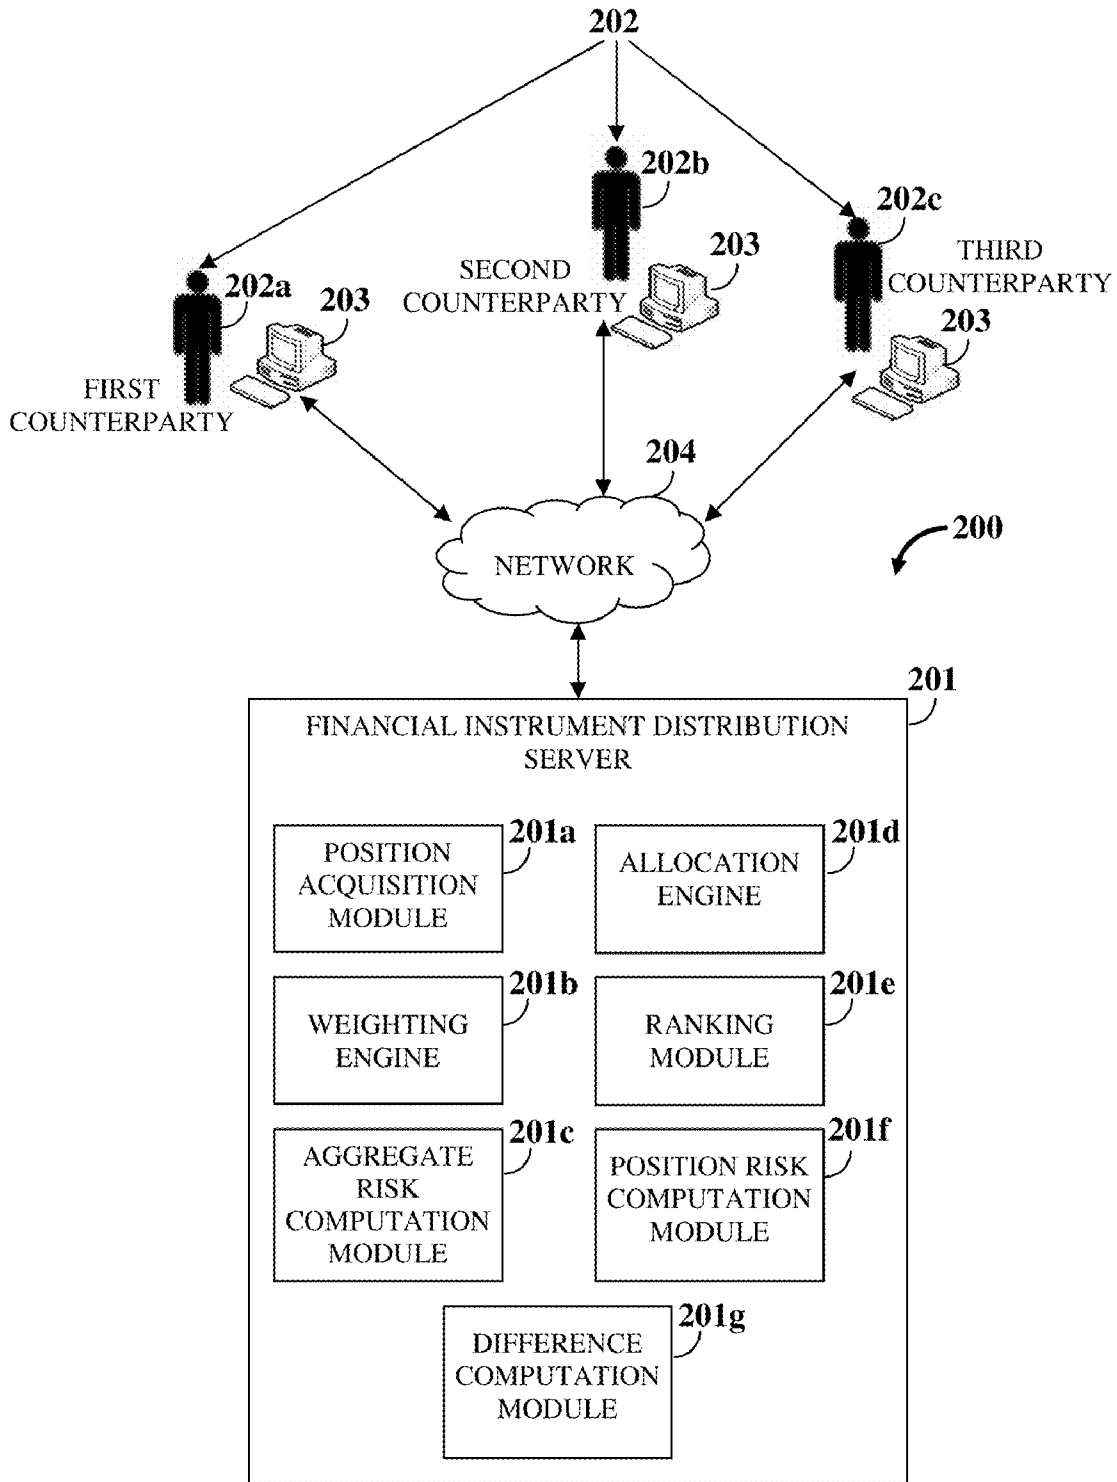 202
202b
202c
THIRD
COUNTERPARTY
SECOND
COUNTERPARTY
203
202a
203
203
FIRST
COUNTERPARTY
204
NETWORK
200
201
FINANCIAL INSTRUMENT DISTRIBUTION
SERVER
201a
POSITION
ACQUISITION
MODULE
201d
ALLOCATION
ENGINE
201b
WEIGHTING
ENGINE
201e
RANKING
MODULE
201c
AGGREGATE
RISK
COMPUTATION
MODULE
201f
POSITION RISK
COMPUTATION
MODULE
201g
DIFFERENCE
COMPUTATION
MODULE